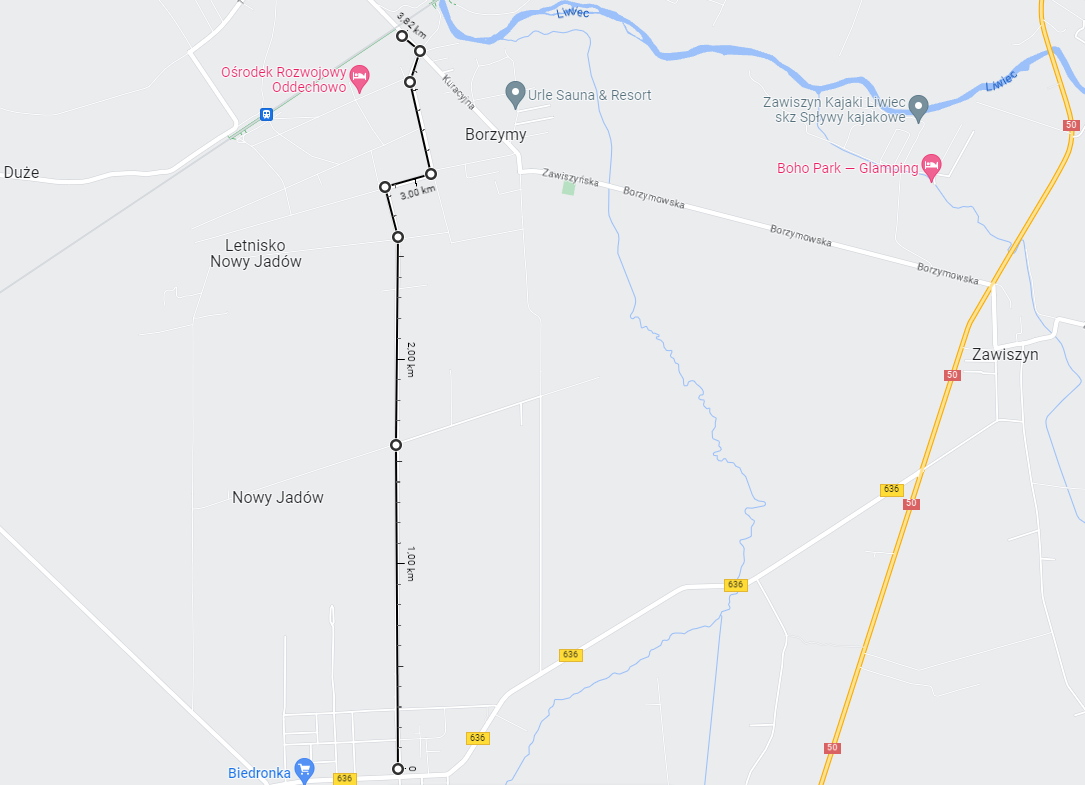 3,82 km
Liwiec
Ośrodek Rozwojowy
Oddechowo
Kuracyjna
Urle Sauna & Resort
Liwiec
Zawiszyn Kajaki Liwiec
skz Spływy kajakowe
50
Borzymy
Duże
Zawiszyńska
Boho Park – Glamping
3,00 km
Borzymowska
Borzymowska
Letnisko
Nowy Jadów
Borzymowska
2,00 km
Zawiszyn
50
Nowy Jadów
636
50
1,00 km
636
636
636
50
0
Biedronka
636